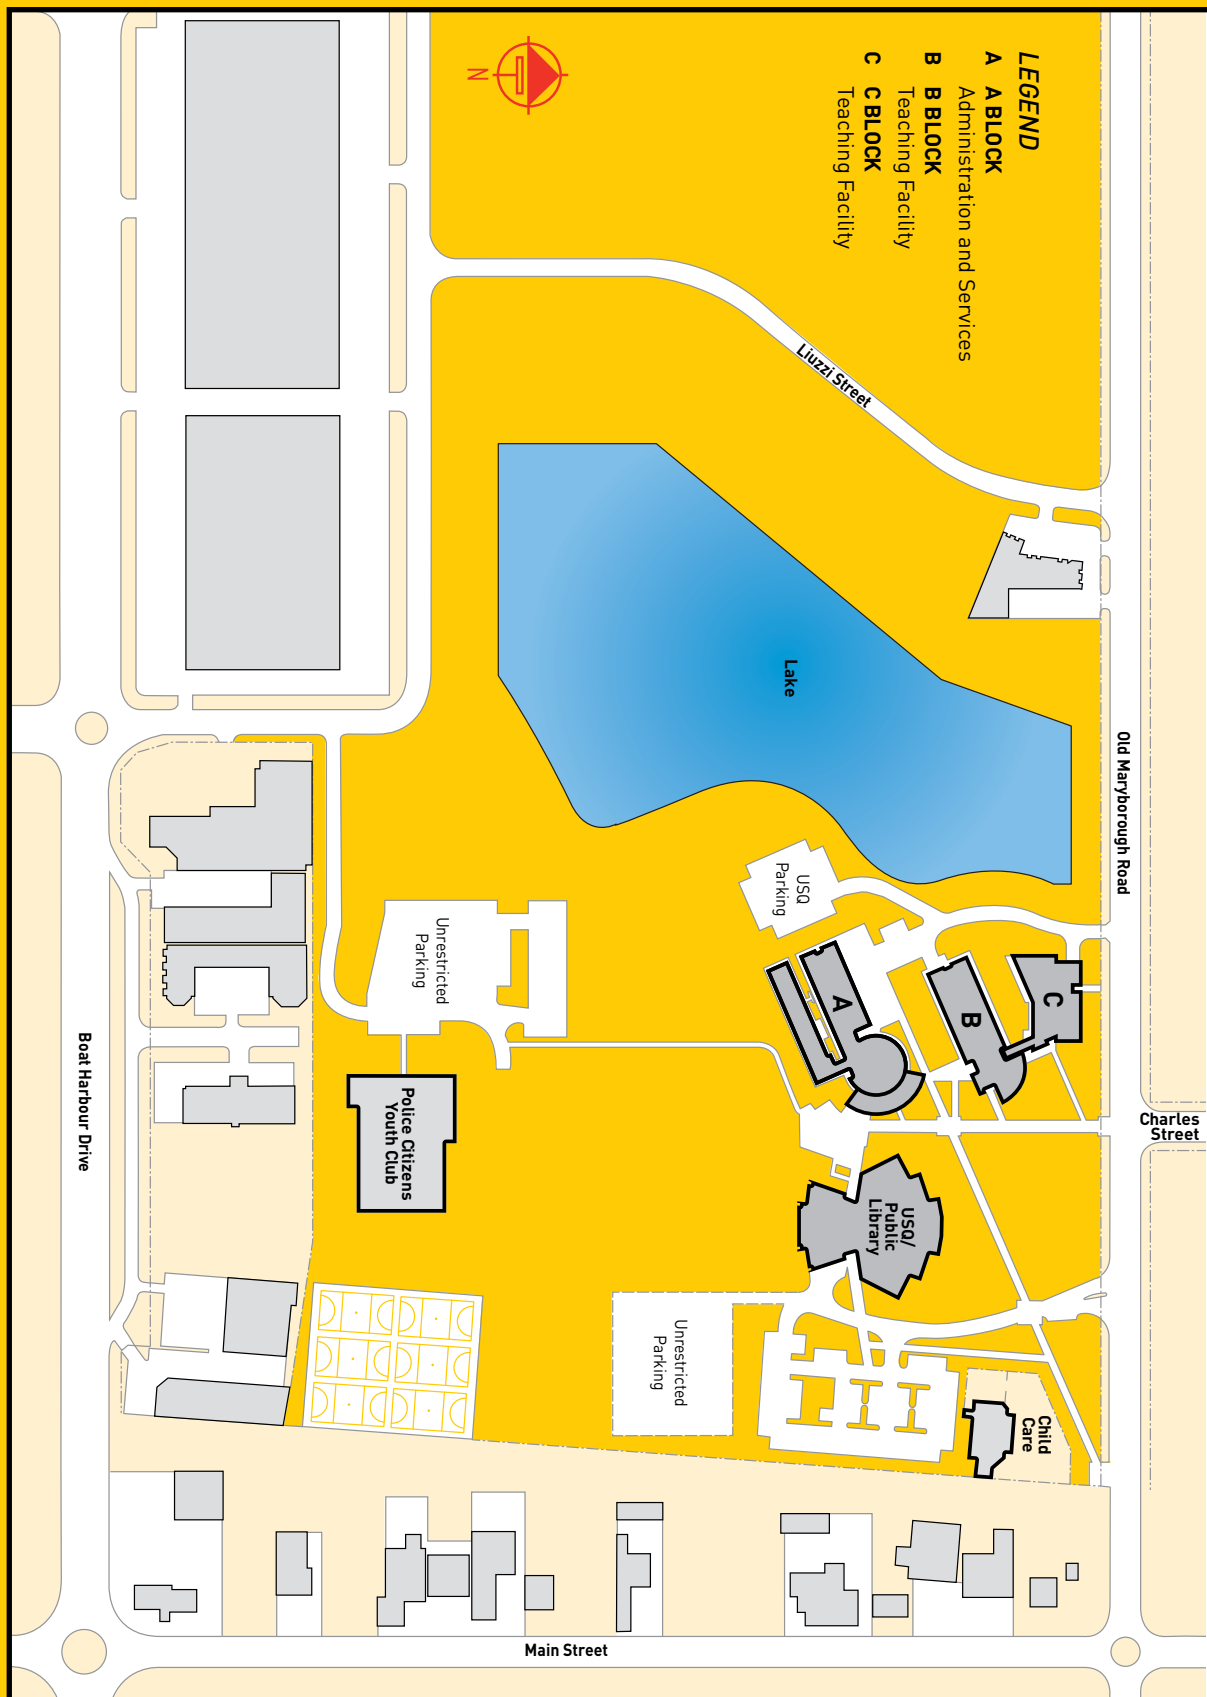 LEGEND
A A BLOCK
Administration and Services
B B BLOCK
Teaching Facility
C C BLOCK
Teaching Facility
N
Liuzzi Street
Lake
Old Maryborough Road
USQ
Parking
Unrestricted
Parking
A
B
C
Charles
Street
Boat Harbour Drive
Police Citizens
Youth Club
USQ/
Public
Library
Unrestricted
Parking
Child
Care
Main Street